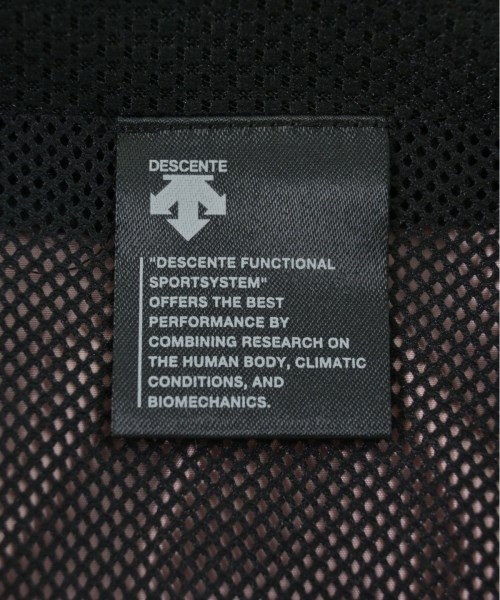 DESCENTE
"DESCENTE FUNCTIONAL
SPORTSYSTEM"
OFFERS THE BEST
PERFORMANCE BY
COMBINING RESEARCH ON
THE HUMAN BODY, CLIMATIC
CONDITIONS, AND
BIOMECHANICS.